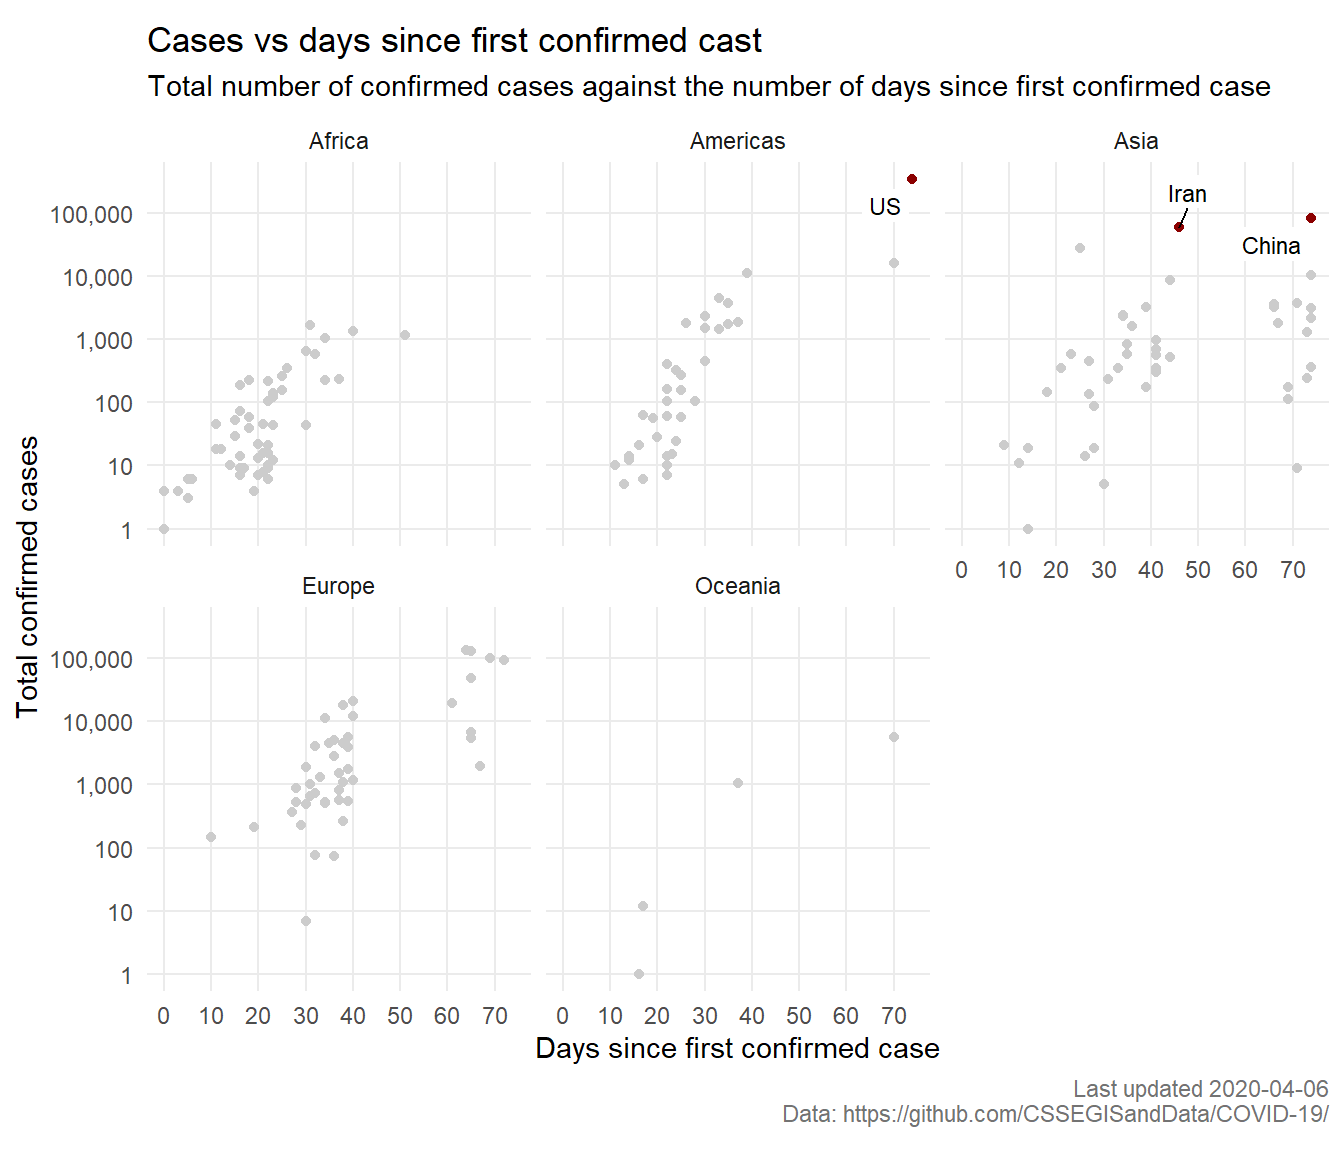 Cases vs days since first confirmed cast
Total number of confirmed cases against the number of days since first confirmed case
Africa
Americas
Asia
US
Iran
China
100,000
10,000
1,000
100
10
1
0 10 20 30 40 50 60 70
Europe
Oceania
100,000
10,000
1,000
100
10
1
0 10 20 30 40 50 60 70
0 10 20 30 40 50 60 70
Total confirmed cases
Days since first confirmed case
Last updated 2020-04-06
Data: https://github.com/CSSEGISandData/COVID-19/